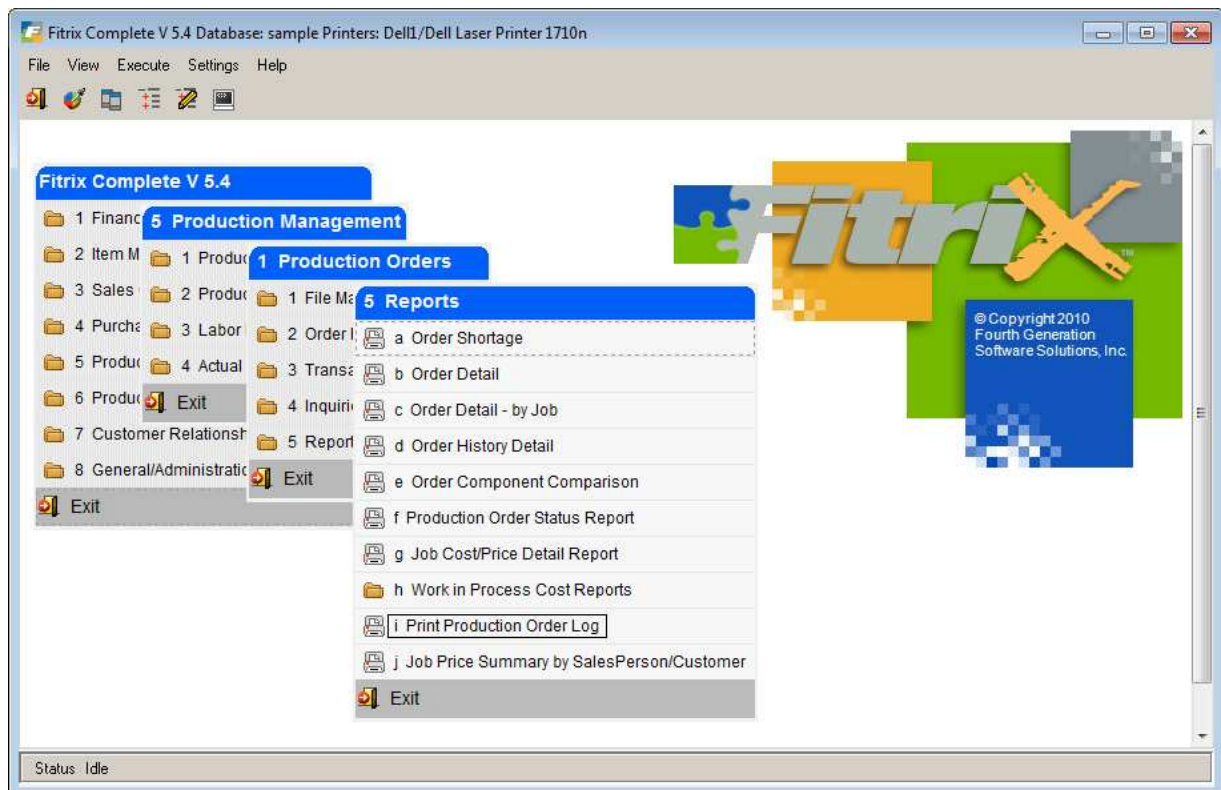 Fitrix Complete V 5.4 Database: sample Printers: Dell1/Dell Laser Printer 1710n
File View Execute Settings Help
Fitrix Complete V 5.4
1 Financ
2 Item M
3 Sales
4 Purcha
5 Produ
6 Produ
7 Customer Relationsh
8 General/Administratic
Exit
5 Production Management
1 Produc
2 Produc
3 Labor
4 Actual
Exit
1 Production Orders
1 File Ma
2 Order I
3 Transa
4 Inquiri
5 Report
Exit
5 Reports
a Order Shortage
b Order Detail
c Order Detail - by Job
d Order History Detail
e Order Component Comparison
f Production Order Status Report
g Job Cost/Price Detail Report
h Work in Process Cost Reports
i Print Production Order Log
j Job Price Summary by SalesPerson/Customer
Exit
FitriX™
© Copyright 2010
Fourth Generation
Software Solutions, Inc.
Status Idle